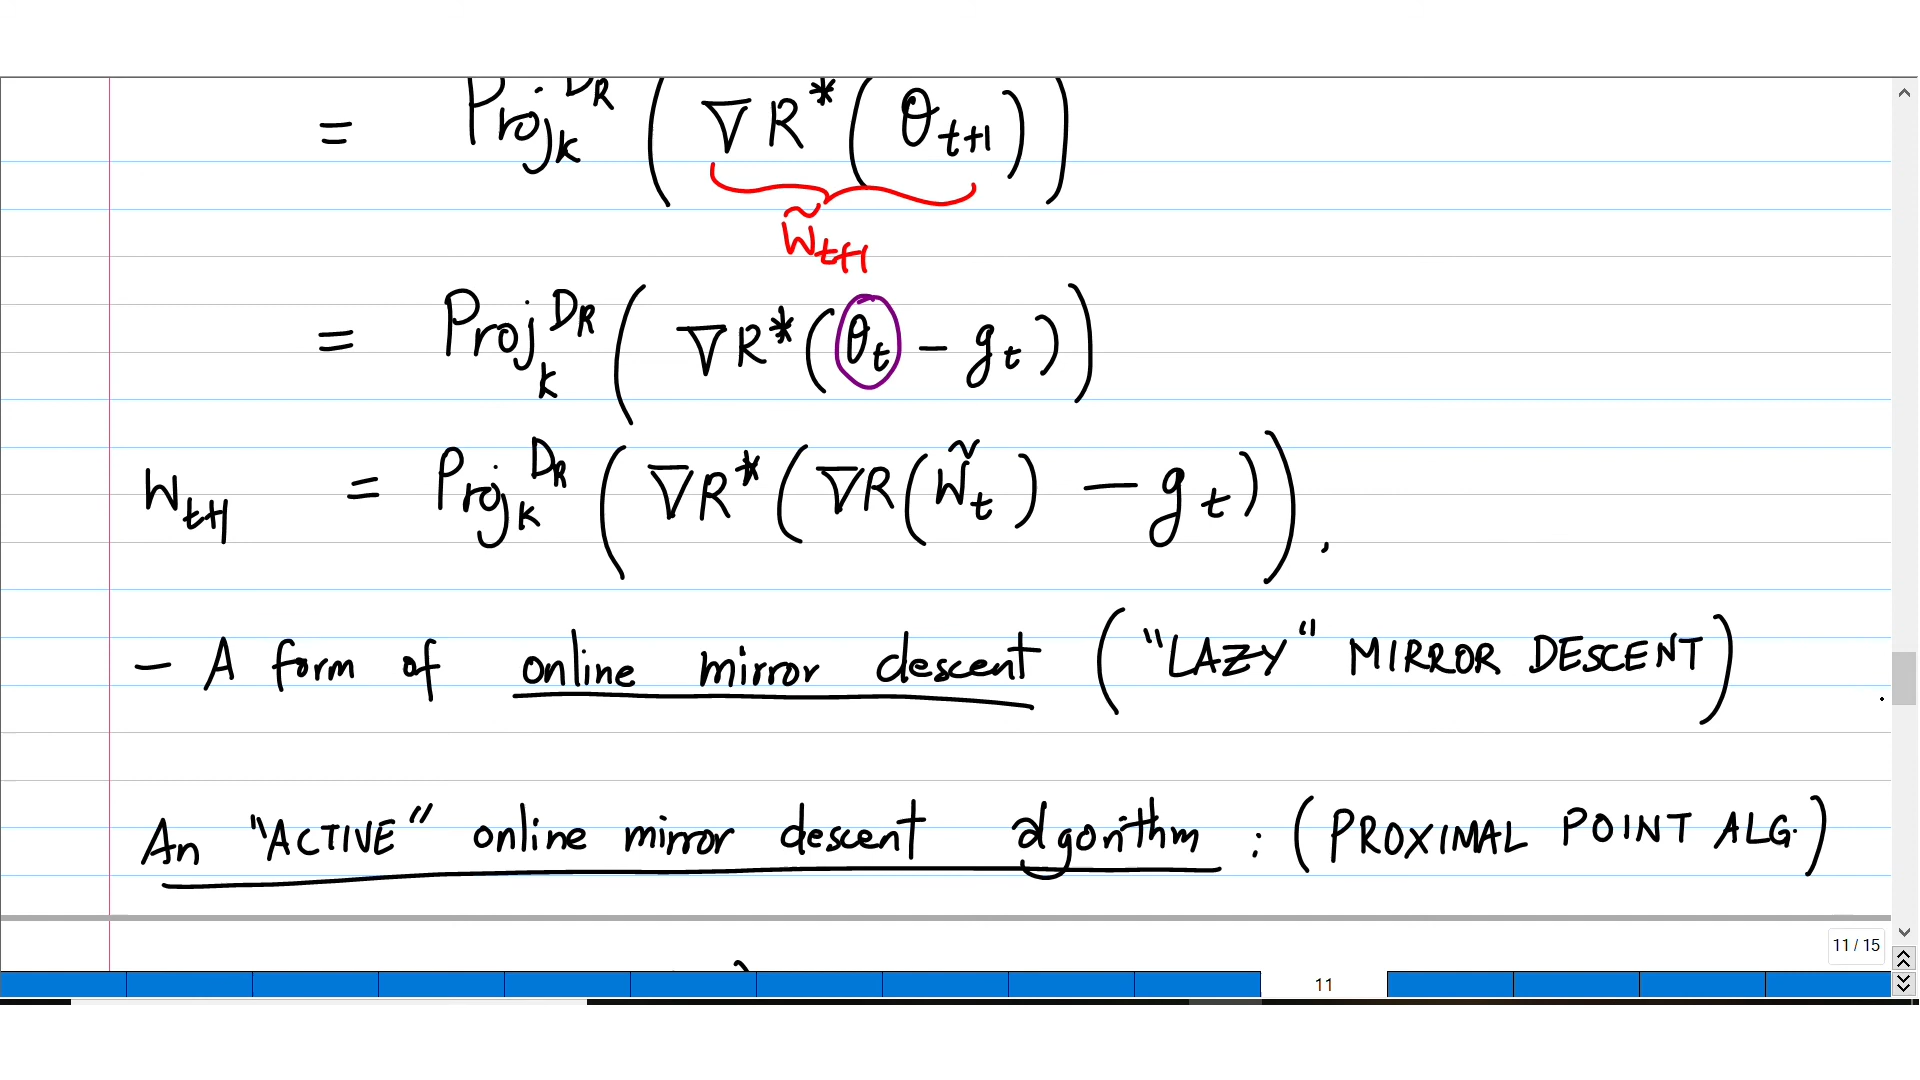 = Proj_K^{D_R} ( ∇R*( θ_{t+1} ) )
w̃_{t+1}
= Proj_K^{D_R} ( ∇R*( θ_t − g_t ) )
w_{t+1} = Proj_K^{D_R} ( ∇R*( ∇R( w̃_t ) − g_t ) ).
– A form of online mirror descent ( "LAZY" MIRROR DESCENT )
An "ACTIVE" online mirror descent algorithm : ( PROXIMAL POINT ALG. )
11 / 15
11